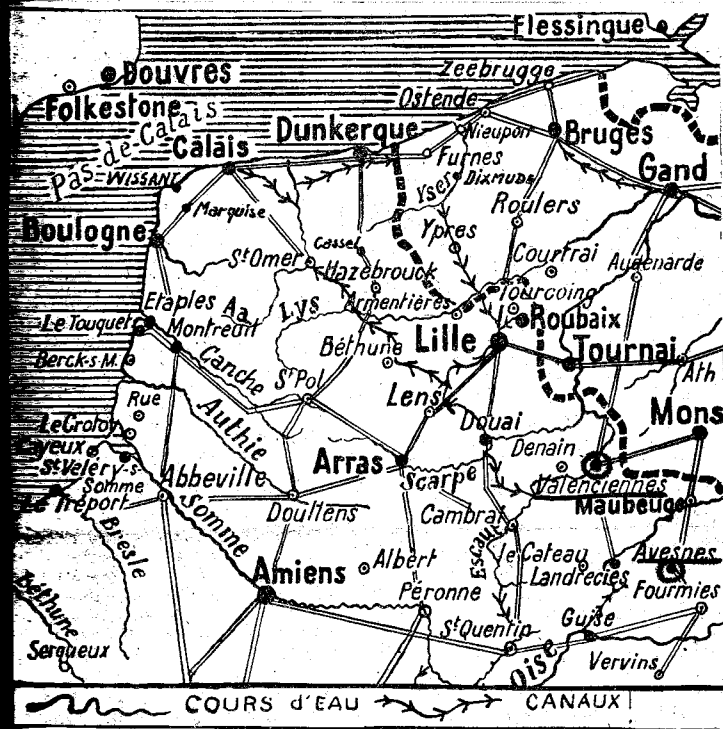 Flessingue
Douvres
Zeebrugge
Folkestone
Ostende
Pas-de-Calais
Dunkerque
Nieuport
Bruges
Calais
Furnes
WISSANT
Yser
Dixmude
Gand
Marquise
Roulers
Boulogne
Ypres
Cassel
St Omer
Courtrai
Audenarde
Hazebrouck
Etaples
Aa
Lys
Armentières
Tourcoing
Le Touquet
Roubaix
Montreuil
Lille
Béthune
Tournai
Berck-s-M.
Canche
Ath
St Pol
Rue
Lens
Authie
Mons
Le Crotoy
Douai
Cayeux
Denain
St Valéry-s-
Arras
Scarpe
Somme
Abbeville
Valenciennes
Le Tréport
Somme
Doullens
Cambrai
Maubeuge
Bresle
Escaut
le Cateau
Avesnes
Albert
Landrecies
Béthune
Amiens
Péronne
Fourmies
St Quentin
Guise
Serqueux
Oise
Vervins
COURS d'EAU
CANAUX